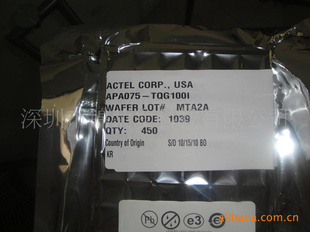 ACTEL CORP., USA
APA075-TQG100I
WAFER LOT# MTA2A
DATE CODE: 1039
QTY: 450
Country of Origin S/D 10/15/10 BO
KR
深圳
e3